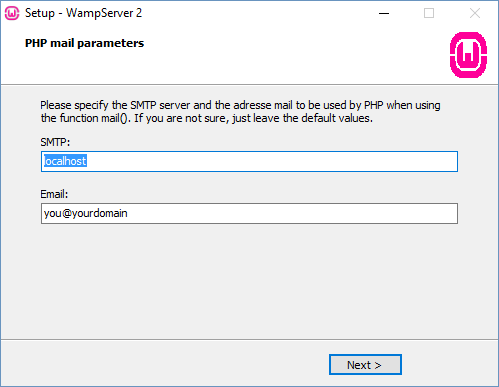 Setup - WampServer 2
PHP mail parameters
Please specify the SMTP server and the adresse mail to be used by PHP when using
the function mail(). If you are not sure, just leave the default values.
SMTP:
localhost
Email:
you@yourdomain
Next >